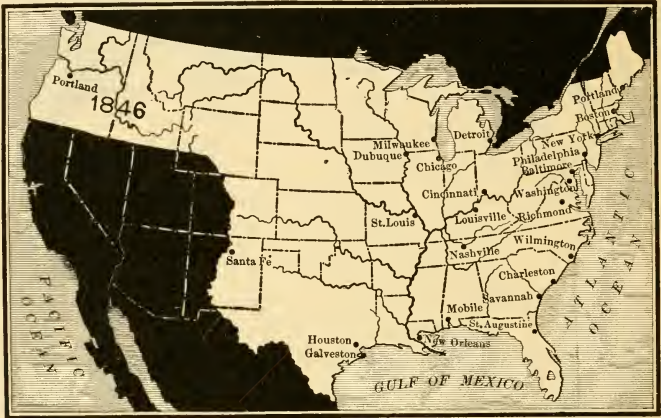 Portland
1846
Portland
Boston
New York
Detroit
Milwaukee
Dubuque
Chicago
Philadelphia
Baltimore
Cincinnati
Washington
St. Louis
Louisville
Richmond
Nashville
Wilmington
Santa Fé
Charleston
Savannah
Mobile
St. Augustine
New Orleans
Houston
Galveston
PACIFIC
OCEAN
ATLANTIC
OCEAN
GULF OF MEXICO